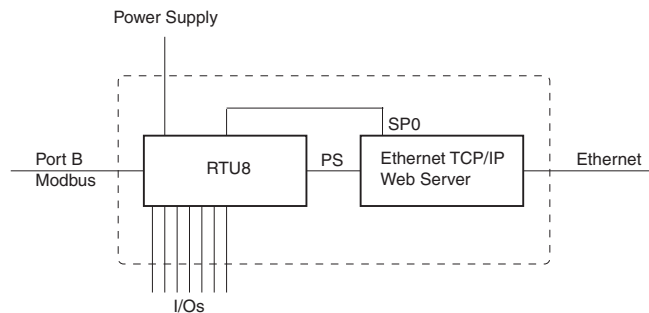 Power Supply
SP0
Port B
Modbus
RTU8
PS
Ethernet TCP/IP
Web Server
Ethernet
I/Os